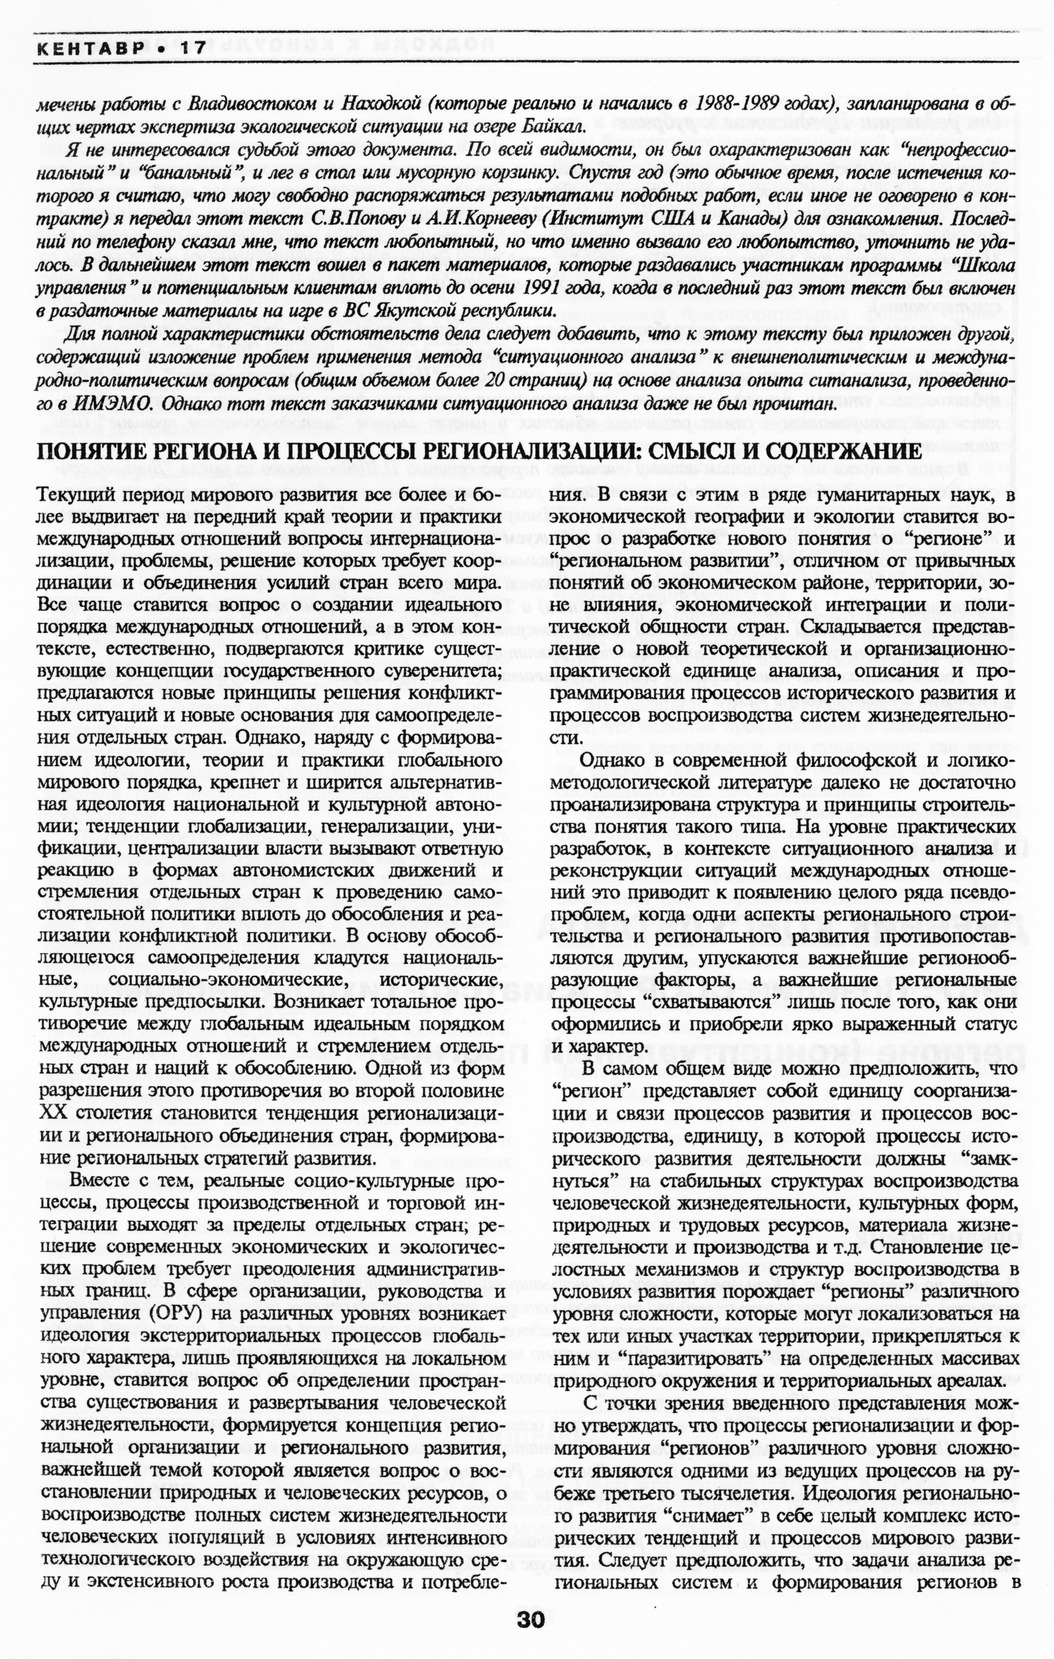 КЕНТАВР • 17
мечены работы с Владивостоком и Находкой (которые реально и начались в 1988-1989 годах), запланирована в об-
щих чертах экспертиза экологической ситуации на озере Байкал.
Я не интересовался судьбой этого документа. По всей видимости, он был охарактеризован как “непрофессио-
нальный” и “банальный”, и лег в стол или мусорную корзинку. Спустя год (это обычное время, после истечения ко-
торого я считаю, что могу свободно распоряжаться результатами подобных работ, если иное не оговорено в кон-
тракте) я передал этот текст С.В.Попову и А.И.Корнееву (Институт США и Канады) для ознакомления. Послед-
ний по телефону сказал мне, что текст любопытный, но что именно вызвало его любопытство, уточнить не уда-
лось. В дальнейшем этот текст вошел в пакет материалов, которые раздавались участникам программы “Школа
управления” и потенциальным клиентам вплоть до осени 1991 года, когда в последний раз этот текст был включен
в раздаточные материалы на игре в ВС Якутской республики.
Для полной характеристики обстоятельств дела следует добавить, что к этому тексту был приложен другой,
содержащий изложение проблем применения метода “ситуационного анализа” к внешнеполитическим и междуна-
родно-политическим вопросам (общим объемом более 20 страниц) на основе анализа опыта ситанализа, проведенно-
го в ИМЭМО. Однако тот текст заказчиками ситуационного анализа даже не был прочитан.
ПОНЯТИЕ РЕГИОНА И ПРОЦЕССЫ РЕГИОНАЛИЗАЦИИ: СМЫСЛ И СОДЕРЖАНИЕ
Текущий период мирового развития все более и бо-
лее выдвигает на передний край теории и практики
международных отношений вопросы интернациона-
лизации, проблемы, решение которых требует коор-
динации и объединения усилий стран всего мира.
Все чаще ставится вопрос о создании идеального
порядка международных отношений, а в этом кон-
тексте, естественно, подвергаются критике сущест-
вующие концепции государственного суверенитета;
предлагаются новые принципы решения конфликт-
ных ситуаций и новые основания для самоопределе-
ния отдельных стран. Однако, наряду с формирова-
нием идеологии, теории и практики глобального
мирового порядка, крепнет и ширится альтернатив-
ная идеология национальной и культурной автоно-
мии; тенденции глобализации, генерализации, уни-
фикации, централизации власти вызывают ответную
реакцию в формах автономистских движений и
стремления отдельных стран к проведению само-
стоятельной политики вплоть до обособления и реа-
лизации конфликтной политики. В основу обособ-
ляющегося самоопределения кладутся националь-
ные, социально-экономические, исторические,
культурные предпосылки. Возникает тотальное про-
тиворечие между глобальным идеальным порядком
международных отношений и стремлением отдель-
ных стран и наций к обособлению. Одной из форм
разрешения этого противоречия во второй половине
XX столетия становится тенденция регионализаци-
ии и регионального объединения стран, формирова-
ние региональных стратегий развития.
Вместе с тем, реальные социо-культурные про-
цессы, процессы производственной и торговой ин-
теграции выходят за пределы отдельных стран; ре-
шение современных экономических и экологичес-
ких проблем требует преодоления административ-
ных границ. В сфере организации, руководства и
управления (ОРУ) на различных уровнях возникает
идеология экстерриториальных процессов глобаль-
ного характера, лишь проявляющихся на локальном
уровне, ставится вопрос об определении простран-
ства существования и развертывания человеческой
жизнедеятельности, формируется концепция регио-
нальной организации и регионального развития,
важнейшей темой которой является вопрос о вос-
становлении природных и человеческих ресурсов, о
воспроизводстве полных систем жизнедеятельности
человеческих популяций в условиях интенсивного
технологического воздействия на окружающую сре-
ду и экстенсивного роста производства и потребле-
ния. В связи с этим в ряде гуманитарных наук, в
экономической географии и экологии ставится во-
прос о разработке нового понятия о “регионе” и
“региональном развитии”, отличном от привычных
понятий об экономическом районе, территории, зо-
не влияния, экономической интеграции и поли-
тической общности стран. Складывается представ-
ление о новой теоретической и организационно-
практической единице анализа, описания и про-
граммирования процессов исторического развития и
процессов воспроизводства систем жизнедеятельно-
сти.
Однако в современной философской и логико-
методологической литературе далеко не достаточно
проанализирована структура и принципы строитель-
ства понятия такого типа. На уровне практических
разработок, в контексте ситуационного анализа и
реконструкции ситуаций международных отноше-
ний это приводит к появлению целого ряда псевдо-
проблем, когда одни аспекты регионального строи-
тельства и регионального развития противопостав-
ляются другим, упускаются важнейшие регионооб-
разующие факторы, а важнейшие региональные
процессы “схватываются” лишь после того, как они
оформились и приобрели ярко выраженный статус
и характер.
В самом общем виде можно предположить, что
“регион” представляет собой единицу соорганиза-
ции и связи процессов развития и процессов вос-
производства, единицу, в которой процессы исто-
рического развития деятельности должны “замк-
нуться” на стабильных структурах воспроизводства
человеческой жизнедеятельности, культурных форм,
природных и трудовых ресурсов, материала жизне-
деятельности и производства и т.д. Становление це-
лостных механизмов и структур воспроизводства в
условиях развития порождает “регионы” различного
уровня сложности, которые могут локализоваться на
тех или иных участках территории, прикрепляться к
ним и “паразитировать” на определенных массивах
природного окружения и территориальных ареалах.
С точки зрения введенного представления мож-
но утверждать, что процессы регионализации и фор-
мирования “регионов” различного уровня сложно-
сти являются одними из ведущих процессов на ру-
беже третьего тысячелетия. Идеология регионально-
го развития “снимает” в себе целый комплекс исто-
рических тенденций и процессов мирового разви-
тия. Следует предположить, что задачи анализа ре-
гиональных систем и формирования регионов в
30